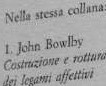 Nella stessa collana:
1. John Bowlby
Costruzione e rottura
dei legami affettivi